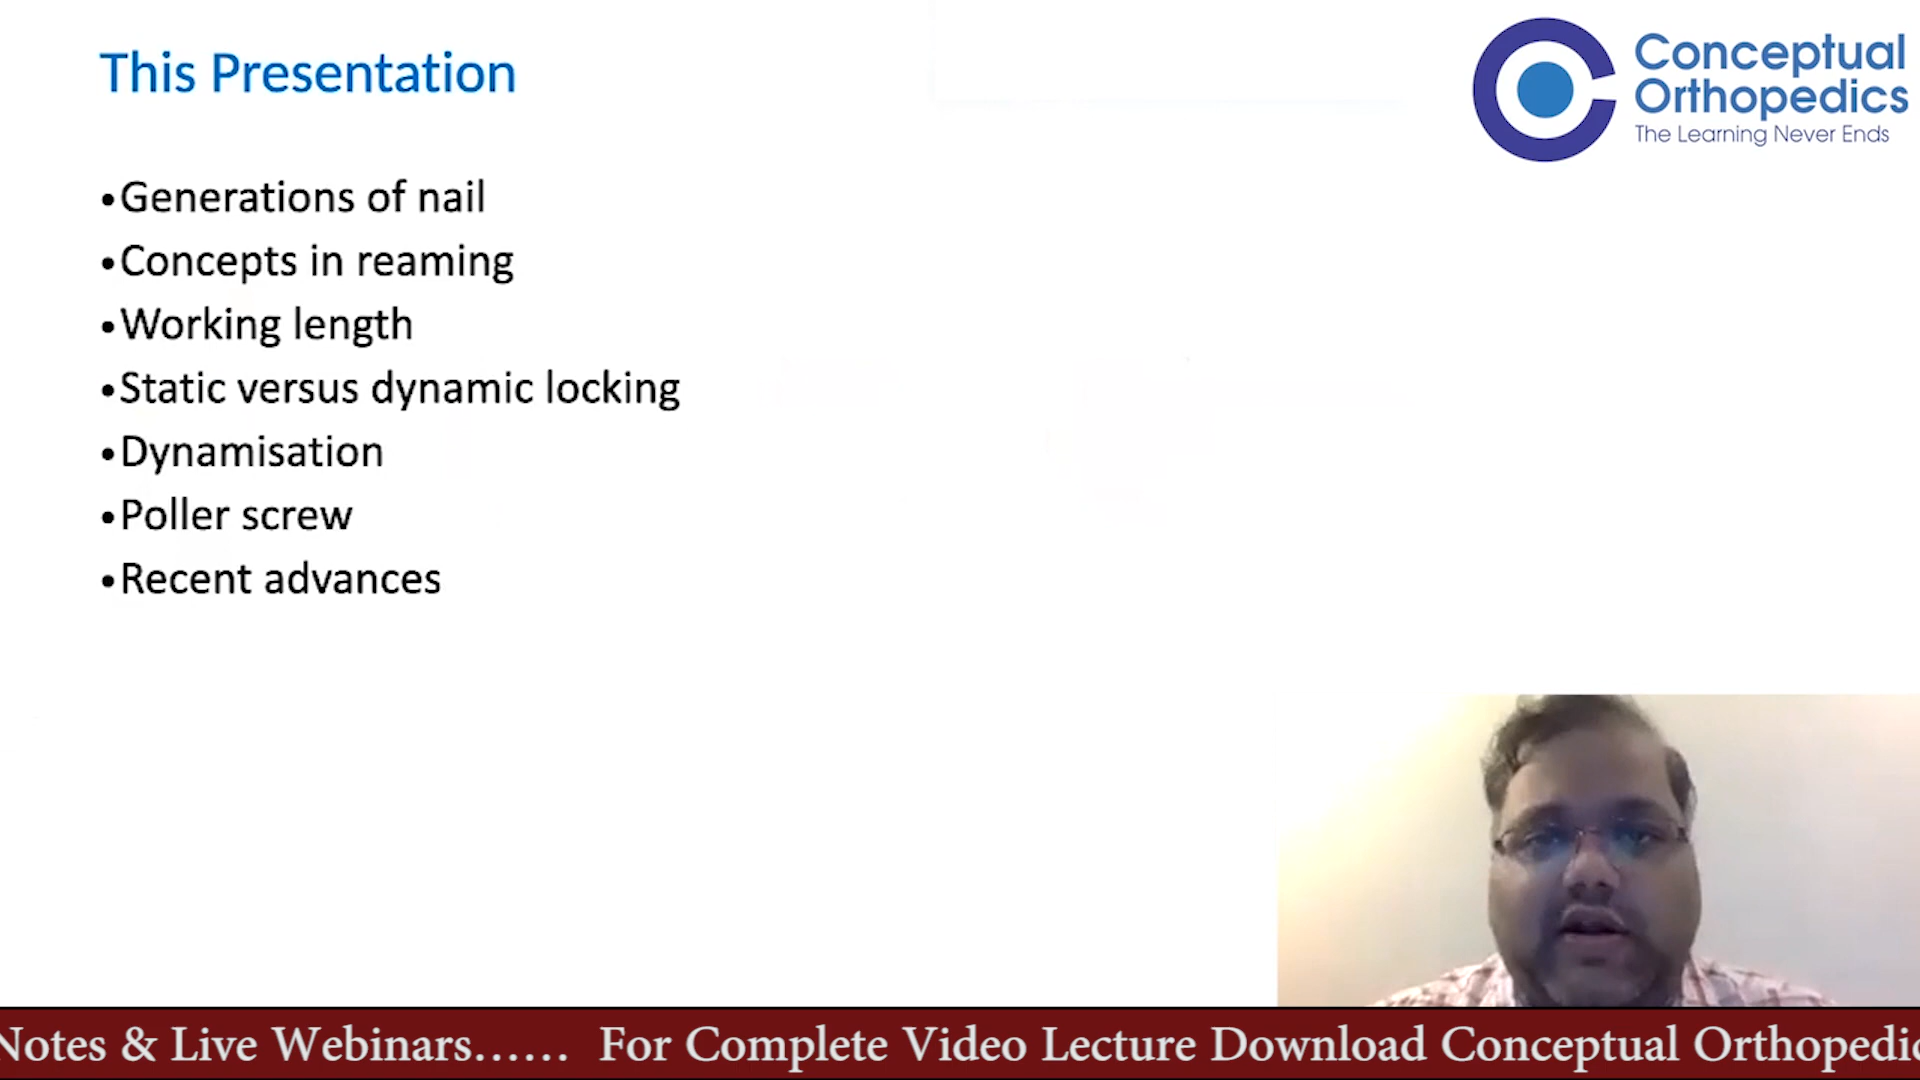 This Presentation
Conceptual
Orthopedics
The Learning Never Ends
•Generations of nail
•Concepts in reaming
•Working length
•Static versus dynamic locking
•Dynamisation
•Poller screw
•Recent advances
Notes & Live Webinars...... For Complete Video Lecture Download Conceptual Orthopedic